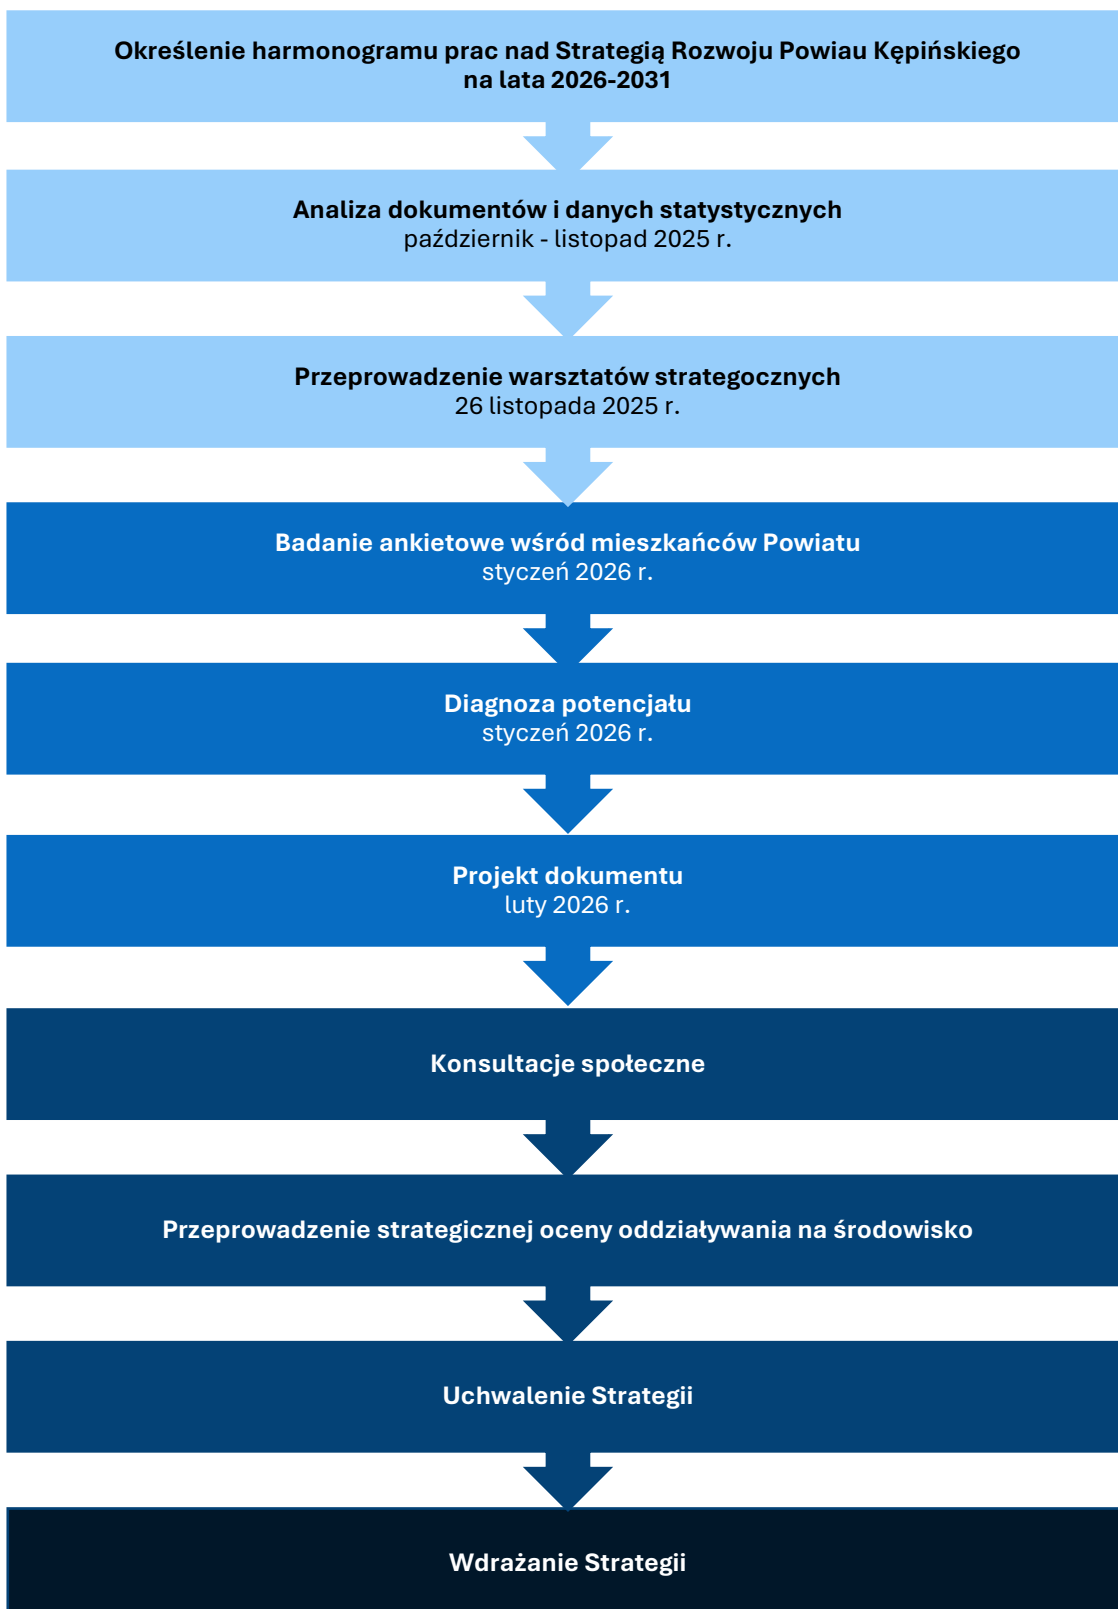 Określenie harmonogramu prac nad Strategią Rozwoju Powiau Kępińskiego
na lata 2026-2031
Analiza dokumentów i danych statystycznych
październik - listopad 2025 r.
Przeprowadzenie warsztatów strategocznych
26 listopada 2025 r.
Badanie ankietowe wśród mieszkańców Powiatu
styczeń 2026 r.
Diagnoza potencjału
styczeń 2026 r.
Projekt dokumentu
luty 2026 r.
Konsultacje społeczne
Przeprowadzenie strategicznej oceny oddziaływania na środowisko
Uchwalenie Strategii
Wdrażanie Strategii